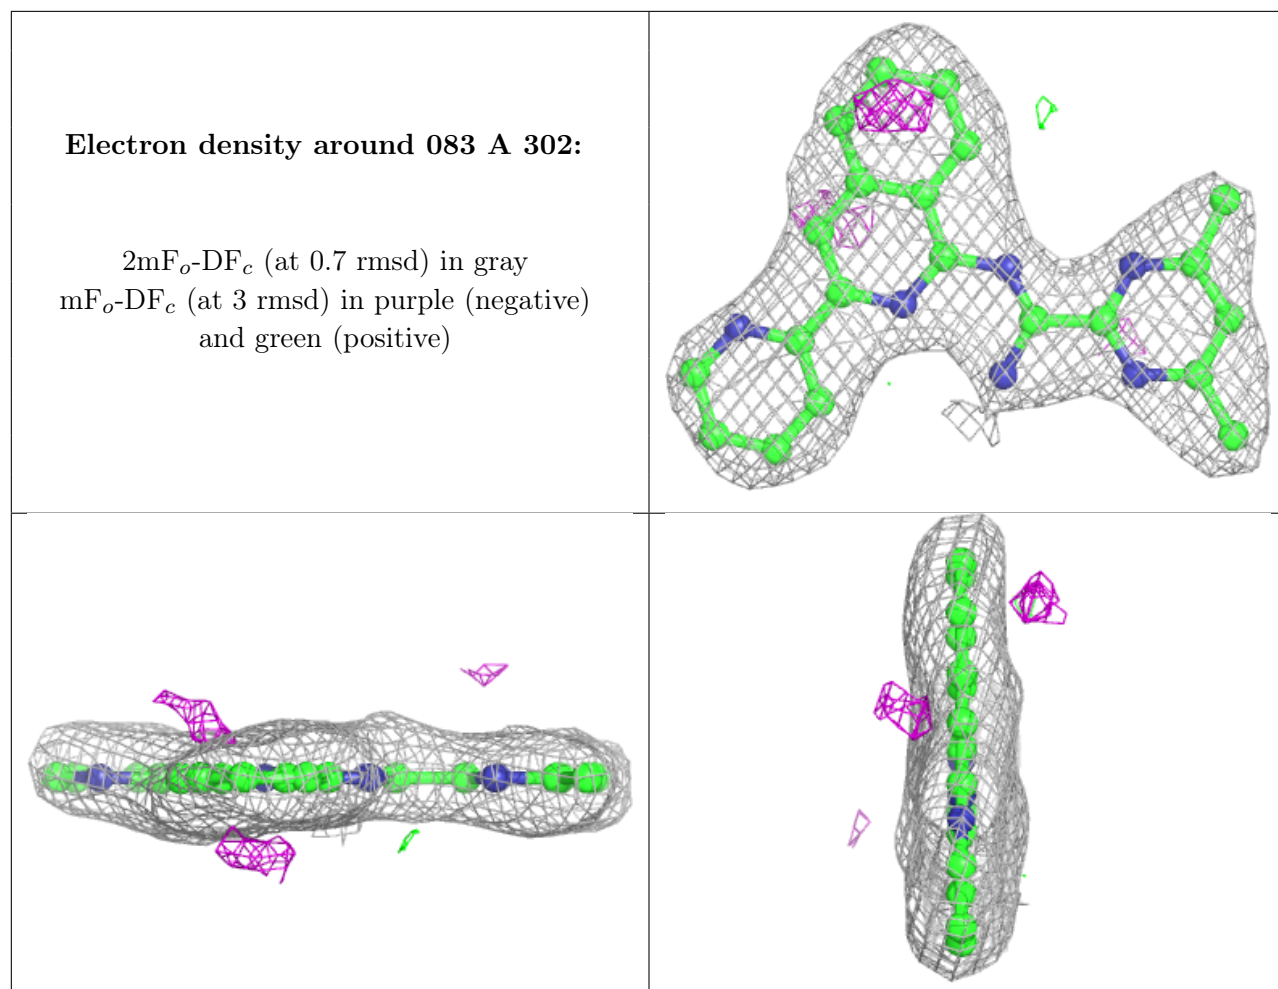 Electron density around 083 A 302:
2mFo-DFc (at 0.7 rmsd) in gray
mFo-DFc (at 3 rmsd) in purple (negative)
and green (positive)